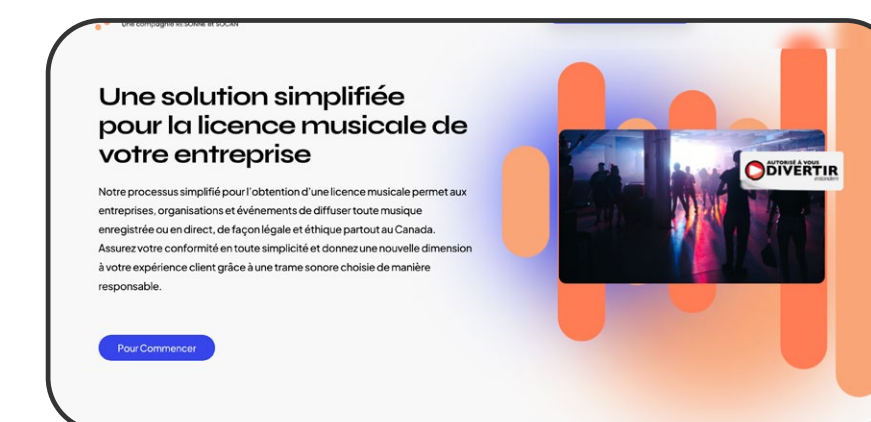 Une compagnie RE:SONNE et SOCAN
Une solution simplifiée
pour la licence musicale de
votre entreprise
Notre processus simplifié pour l'obtention d'une licence musicale permet aux
entreprises, organisations et événements de diffuser toute musique
enregistrée ou en direct, de façon légale et éthique partout au Canada.
Assurez votre conformité en toute simplicité et donnez une nouvelle dimension
à votre expérience client grâce à une trame sonore choisie de manière
responsable.
AUTORISÉ À VOUS
DIVERTIR
Pour Commencer